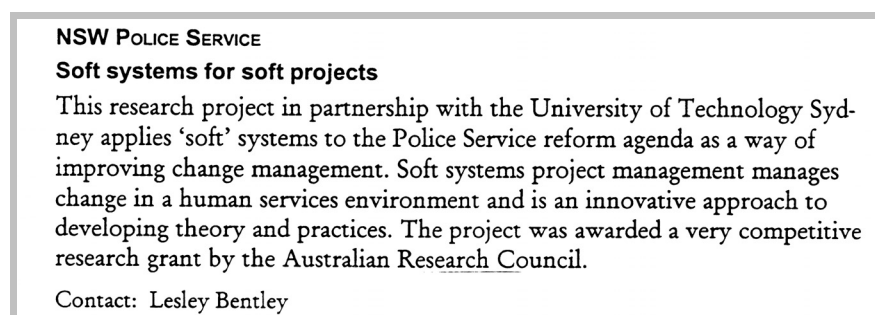 NSW POLICE SERVICE
Soft systems for soft projects
This research project in partnership with the University of Technology Syd-
ney applies ‘soft’ systems to the Police Service reform agenda as a way of
improving change management. Soft systems project management manages
change in a human services environment and is an innovative approach to
developing theory and practices. The project was awarded a very competitive
research grant by the Australian Research Council.
Contact: Lesley Bentley